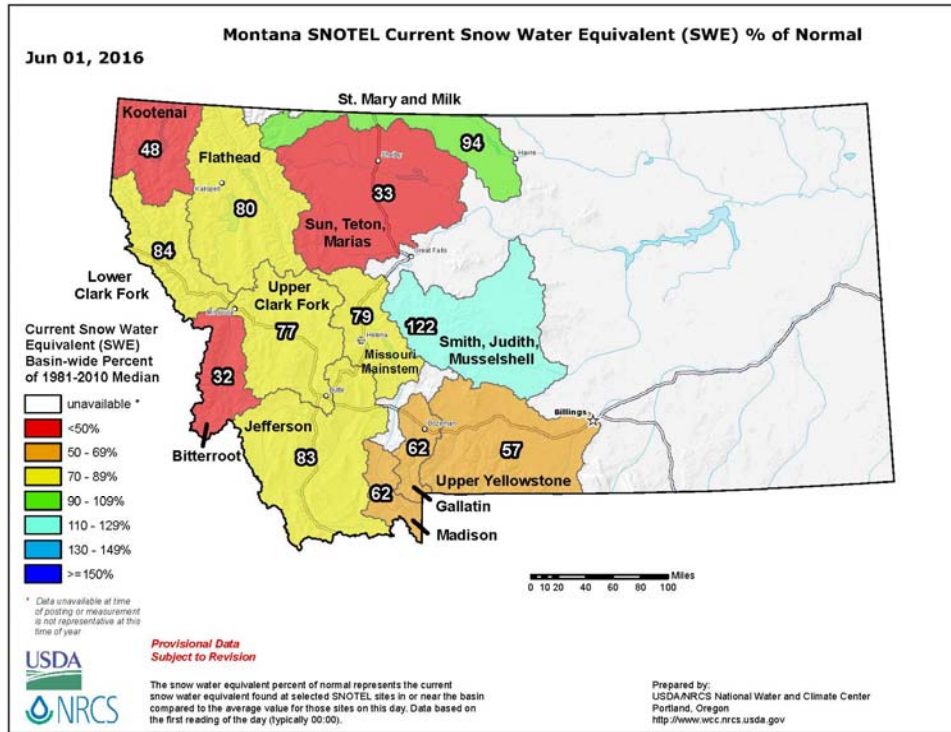 Montana SNOTEL Current Snow Water Equivalent (SWE) % of Normal
Jun 01, 2016
St. Mary and Milk
Kootenai
48
94
Havre
Shelby
Flathead
Kalispell
33
80
Sun, Teton,
Marias
84
Great Falls
Lower
Clark Fork
Upper
Clark Fork
79
122
77
Helena
Smith, Judith,
Musselshell
Missouri
Mainstem
32
Butte
Billings
Bozeman
Bitterroot
Jefferson
83
62
57
Upper Yellowstone
62
Gallatin
Madison
Current Snow Water
Equivalent (SWE)
Basin-wide Percent
of 1981-2010 Median
unavailable *
<50%
50 - 69%
70 - 89%
90 - 109%
110 - 129%
130 - 149%
>=150%
* Data unavailable at time
of posting or measurement
is not representative at this
time of year
Miles
0 10 20 40 60 80 100
Provisional Data
Subject to Revision
USDA
NRCS
The snow water equivalent percent of normal represents the current
snow water equivalent found at selected SNOTEL sites in or near the basin
compared to the average value for those sites on this day. Data based on
the first reading of the day (typically 00:00).
Prepared by:
USDA/NRCS National Water and Climate Center
Portland, Oregon
http://www.wcc.nrcs.usda.gov